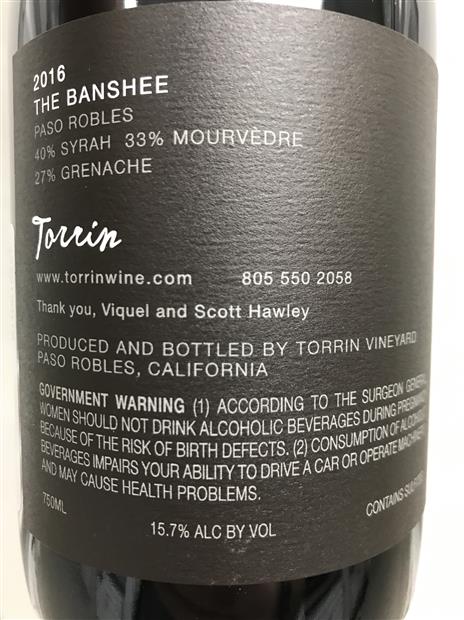 2016
THE BANSHEE
PASO ROBLES
40% SYRAH 33% MOURVÈDRE
27% GRENACHE
Torrin
www.torrinwine.com 805 550 2058
Thank you, Viquel and Scott Hawley
PRODUCED AND BOTTLED BY TORRIN VINEYARD
PASO ROBLES, CALIFORNIA
GOVERNMENT WARNING (1) ACCORDING TO THE SURGEON GENERAL
WOMEN SHOULD NOT DRINK ALCOHOLIC BEVERAGES DURING
BECAUSE OF THE RISK OF BIRTH DEFECTS. (2) CONSUMPTION OF
BEVERAGES IMPAIRS YOUR ABILITY TO DRIVE A CAR OR OPERATE
AND MAY CAUSE HEALTH PROBLEMS.
750ML CONTAINS
15.7% ALC BY VOL